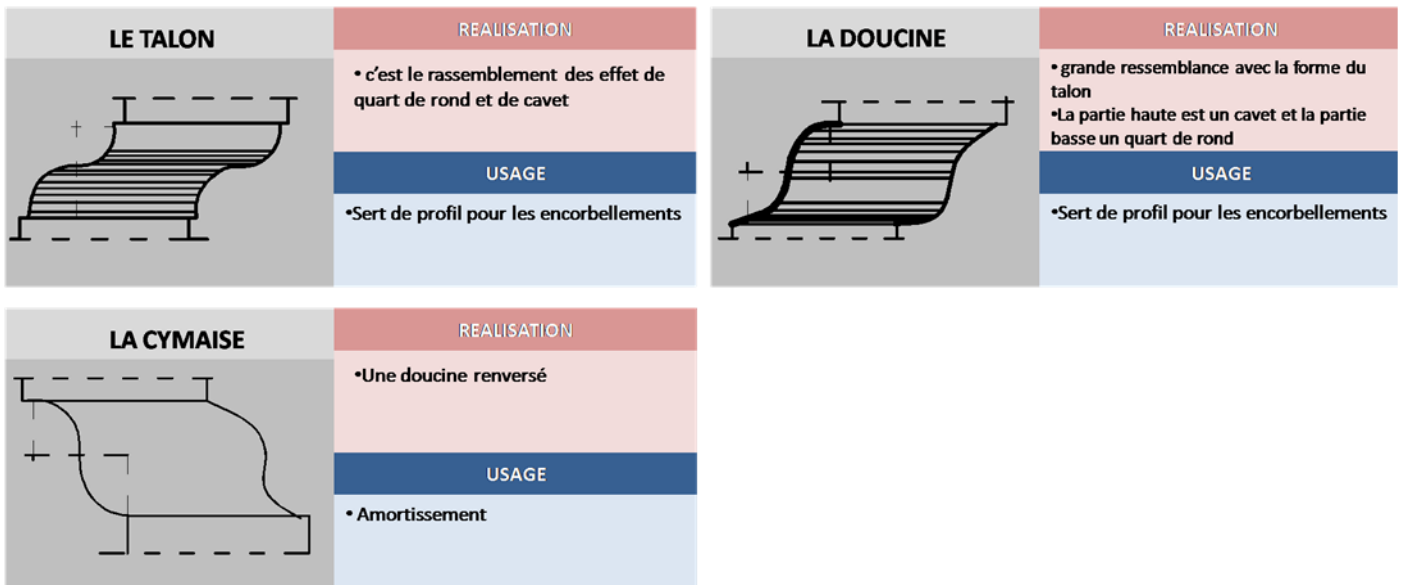 LE TALON
REALISATION
• c'est le rassemblement des effet de
quart de rond et de cavet
USAGE
•Sert de profil pour les encorbellements
LA DOUCINE
REALISATION
• grande ressemblance avec la forme du
talon
•La partie haute est un cavet et la partie
basse un quart de rond
USAGE
•Sert de profil pour les encorbellements
LA CYMAISE
REALISATION
•Une doucine renversé
USAGE
• Amortissement